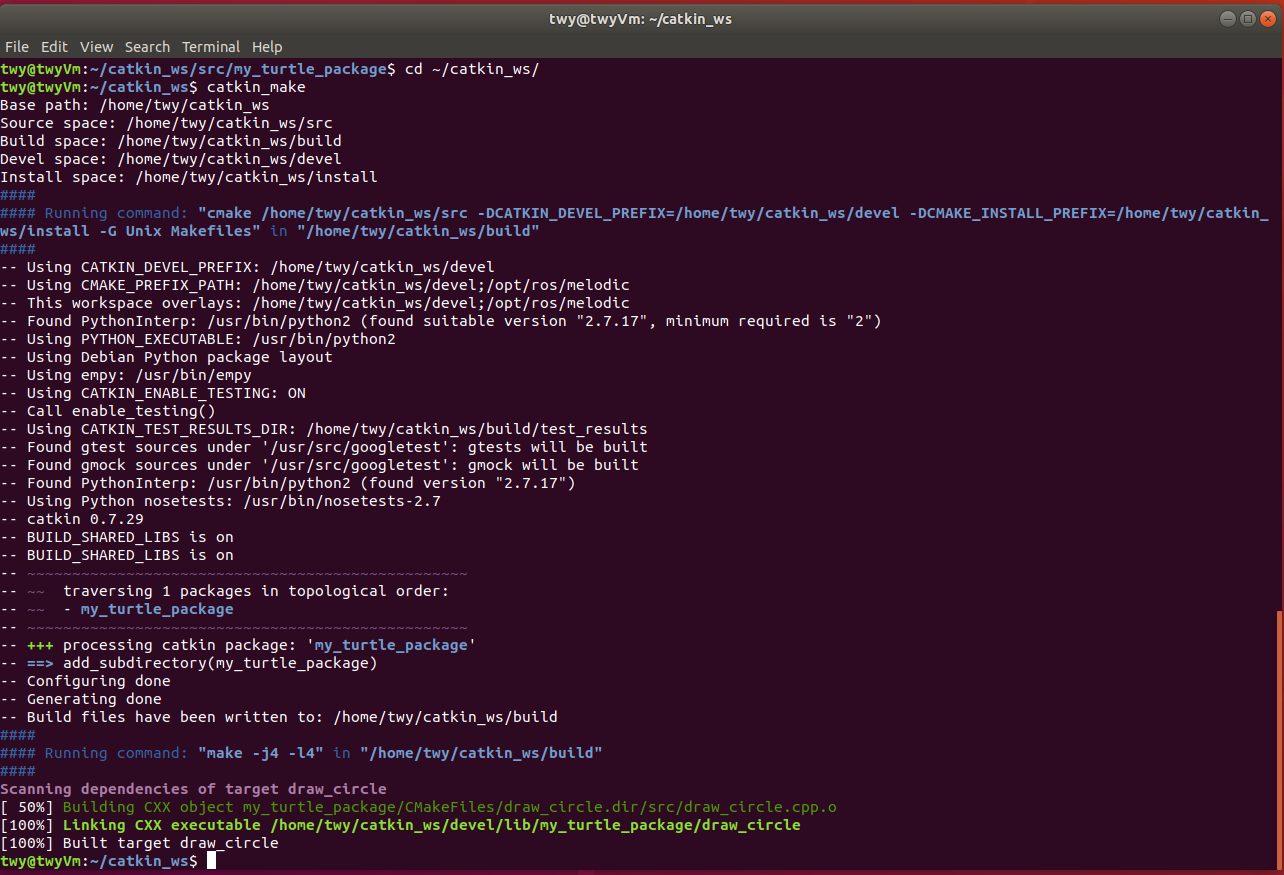 twy@twyVm: ~/catkin_ws
File Edit View Search Terminal Help
twy@twyVm:~/catkin_ws/src/my_turtle_package$ cd ~/catkin_ws/
twy@twyVm:~/catkin_ws$ catkin_make
Base path: /home/twy/catkin_ws
Source space: /home/twy/catkin_ws/src
Build space: /home/twy/catkin_ws/build
Devel space: /home/twy/catkin_ws/devel
Install space: /home/twy/catkin_ws/install
####
#### Running command: "cmake /home/twy/catkin_ws/src -DCATKIN_DEVEL_PREFIX=/home/twy/catkin_ws/devel -DCMAKE_INSTALL_PREFIX=/home/twy/catkin_
ws/install -G Unix Makefiles" in "/home/twy/catkin_ws/build"
####
-- Using CATKIN_DEVEL_PREFIX: /home/twy/catkin_ws/devel
-- Using CMAKE_PREFIX_PATH: /home/twy/catkin_ws/devel;/opt/ros/melodic
-- This workspace overlays: /home/twy/catkin_ws/devel;/opt/ros/melodic
-- Found PythonInterp: /usr/bin/python2 (found suitable version "2.7.17", minimum required is "2")
-- Using PYTHON_EXECUTABLE: /usr/bin/python2
-- Using Debian Python package layout
-- Using empy: /usr/bin/empy
-- Using CATKIN_ENABLE_TESTING: ON
-- Call enable_testing()
-- Using CATKIN_TEST_RESULTS_DIR: /home/twy/catkin_ws/build/test_results
-- Found gtest sources under '/usr/src/googletest': gtests will be built
-- Found gmock sources under '/usr/src/googletest': gmock will be built
-- Found PythonInterp: /usr/bin/python2 (found version "2.7.17")
-- Using Python nosetests: /usr/bin/nosetests-2.7
-- catkin 0.7.29
-- BUILD_SHARED_LIBS is on
-- BUILD_SHARED_LIBS is on
-- ~~~~~~~~~~~~~~~~~~~~~~~~~~~~~~~~~~~~~~~~~~~~~~~~~
-- ~~  traversing 1 packages in topological order:
-- ~~  - my_turtle_package
-- ~~~~~~~~~~~~~~~~~~~~~~~~~~~~~~~~~~~~~~~~~~~~~~~~~
-- +++ processing catkin package: 'my_turtle_package'
-- ==> add_subdirectory(my_turtle_package)
-- Configuring done
-- Generating done
-- Build files have been written to: /home/twy/catkin_ws/build
####
#### Running command: "make -j4 -l4" in "/home/twy/catkin_ws/build"
####
Scanning dependencies of target draw_circle
[ 50%] Building CXX object my_turtle_package/CMakeFiles/draw_circle.dir/src/draw_circle.cpp.o
[100%] Linking CXX executable /home/twy/catkin_ws/devel/lib/my_turtle_package/draw_circle
[100%] Built target draw_circle
twy@twyVm:~/catkin_ws$